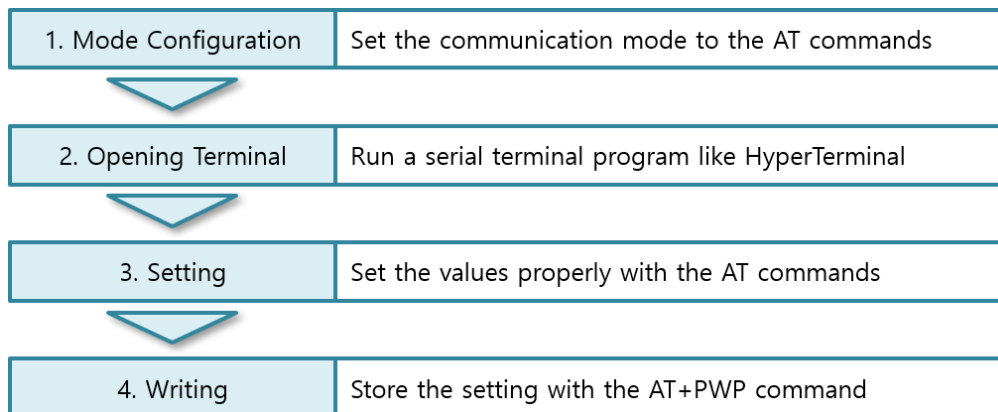 1. Mode Configuration
Set the communication mode to the AT commands
2. Opening Terminal
Run a serial terminal program like HyperTerminal
3. Setting
Set the values properly with the AT commands
4. Writing
Store the setting with the AT+PWP command